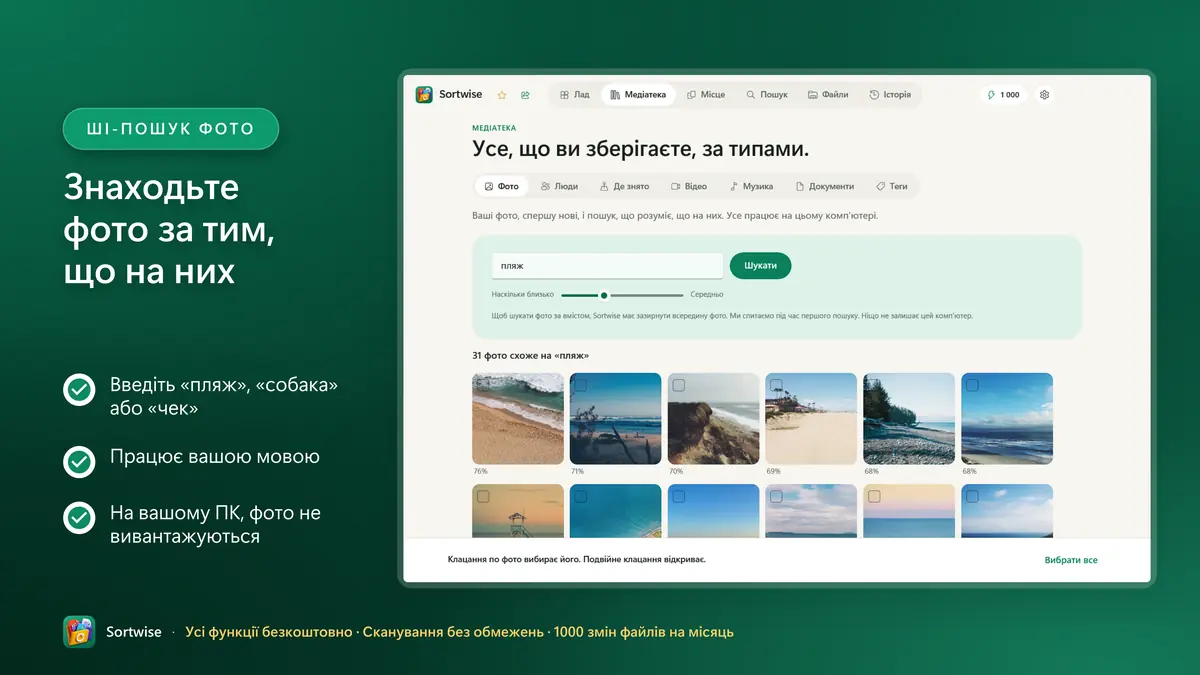 ШІ-ПОШУК ФОТО
Знаходьте
фото за тим,
що на них
Введіть «пляж», «собака»
або «чек»
Працює вашою мовою
На вашому ПК, фото не
вивантажуються
Sortwise
Лад
Медіатека
Місце
Пошук
Файли
Історія
1 000
МЕДІАТЕКА
Усе, що ви зберігаєте, за типами.
Фото
Люди
Де знято
Відео
Музика
Документи
Теги
Ваші фото, спершу нові, і пошук, що розуміє, що на них. Усе працює на цьому комп'ютері.
пляж
Шукати
Наскільки близько
Середньо
Щоб шукати фото за вмістом, Sortwise має зазирнути всередину фото. Ми спитаємо під час першого пошуку. Ніщо не залишає цей комп'ютер.
31 фото схоже на «пляж»
76%
71%
70%
69%
68%
68%
Клацання по фото вибирає його. Подвійне клацання відкриває.
Вибрати все
Sortwise · Усі функції безкоштовно · Сканування без обмежень · 1000 змін файлів на місяць